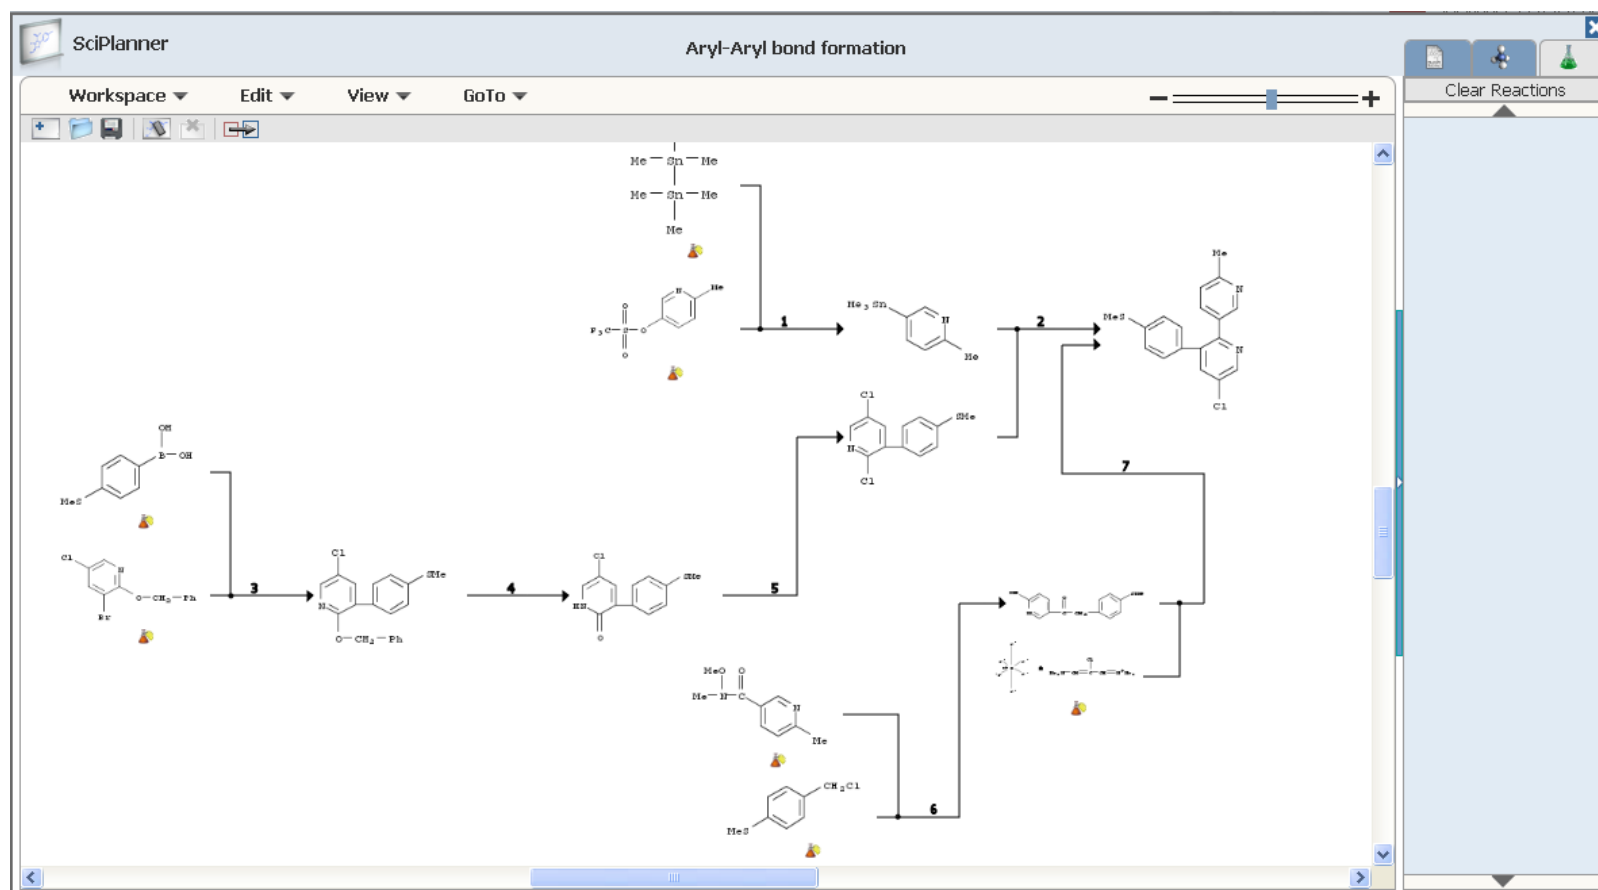 SciPlanner
Aryl-Aryl bond formation
Workspace Edit View GoTo
Clear Reactions
Me Sn Me
Me Sn Me
Me
N Me
O
F₃C S O
O
1
Me₃Sn
N
Me
2
Me
N
MeS
N
Cl
Cl
SMe
N
Cl
OH
B OH
MeS
Cl
N
O CH₂ Ph
Br
3
Cl
SMe
N
O CH₂ Ph
4
Cl
SMe
HN
O
5
7
MeO O
Me N C
N
Me
CH₂Cl
MeS
6